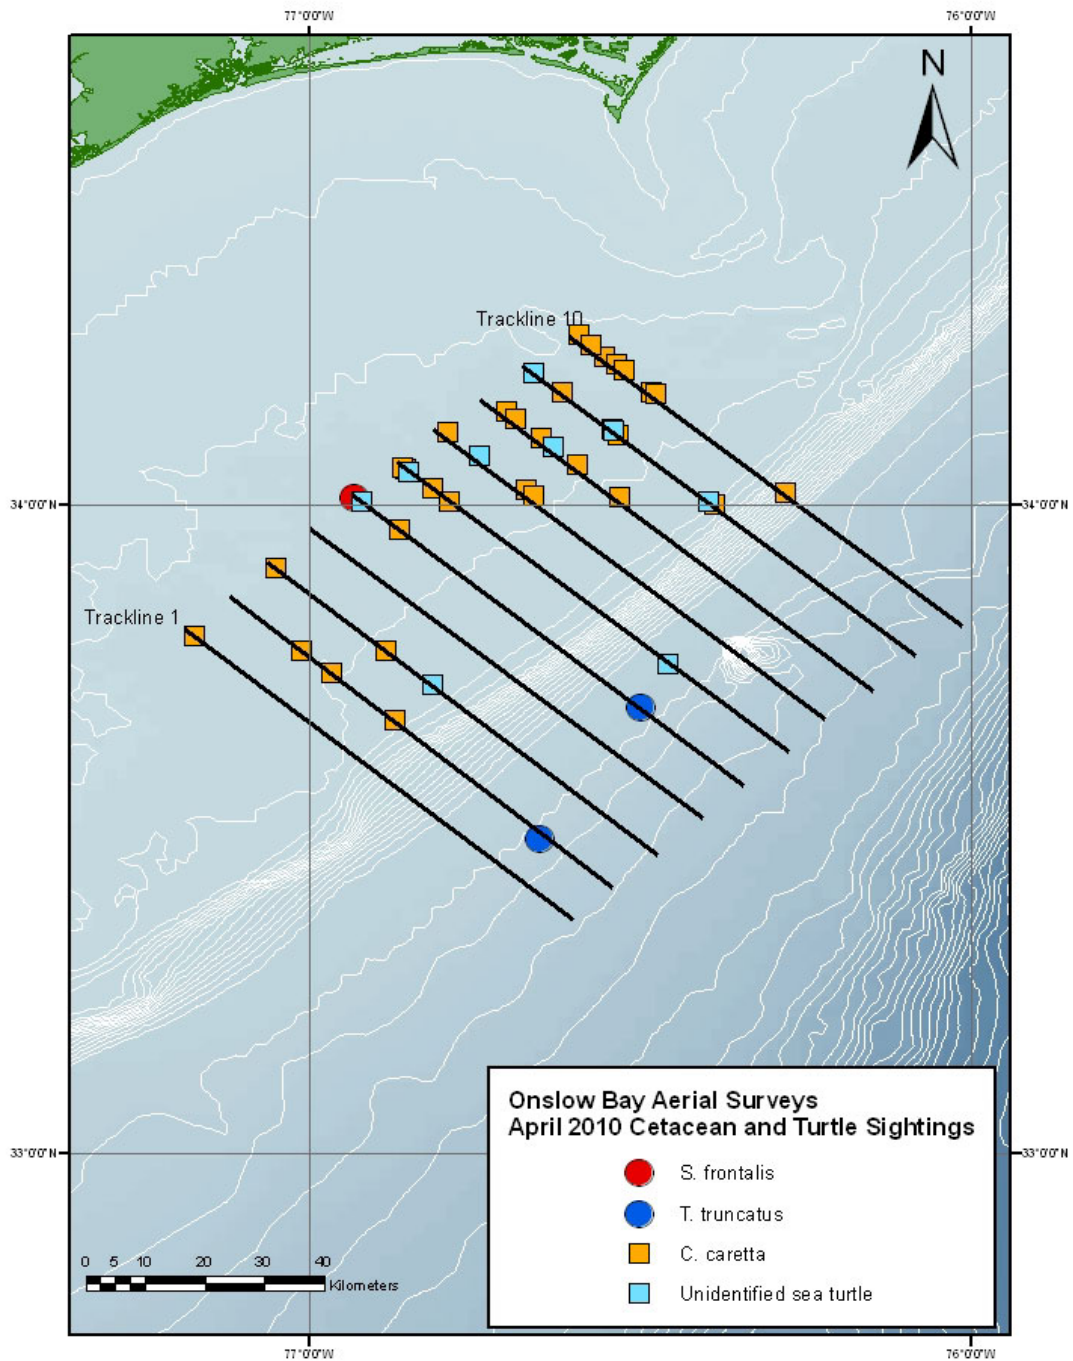 77°0'0"W 76°0'0"W
N
Trackline 10
34°0'0"N 34°0'0"N
Trackline 1
Onslow Bay Aerial Surveys
April 2010 Cetacean and Turtle Sightings
33°0'0"N 33°0'0"N
S. frontalis
T. truncatus
C. caretta
Unidentified sea turtle
0 5 10 20 30 40
Kilometers
77°0'0"W 76°0'0"W